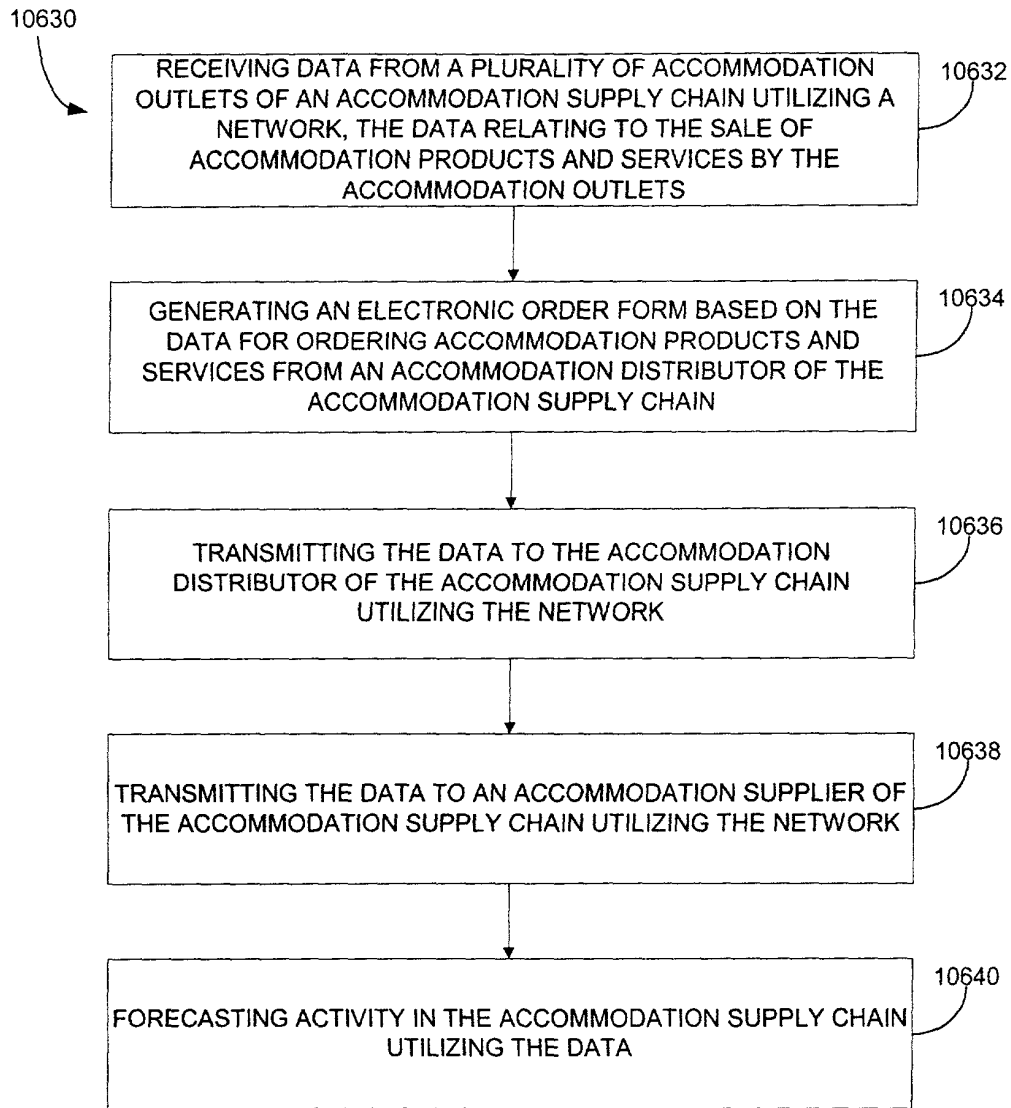 10630
RECEIVING DATA FROM A PLURALITY OF ACCOMMODATION
OUTLETS OF AN ACCOMMODATION SUPPLY CHAIN UTILIZING A
NETWORK, THE DATA RELATING TO THE SALE OF
ACCOMMODATION PRODUCTS AND SERVICES BY THE
ACCOMMODATION OUTLETS
10632
GENERATING AN ELECTRONIC ORDER FORM BASED ON THE
DATA FOR ORDERING ACCOMMODATION PRODUCTS AND
SERVICES FROM AN ACCOMMODATION DISTRIBUTOR OF THE
ACCOMMODATION SUPPLY CHAIN
10634
TRANSMITTING THE DATA TO THE ACCOMMODATION
DISTRIBUTOR OF THE ACCOMMODATION SUPPLY CHAIN
UTILIZING THE NETWORK
10636
TRANSMITTING THE DATA TO AN ACCOMMODATION SUPPLIER OF
THE ACCOMMODATION SUPPLY CHAIN UTILIZING THE NETWORK
10638
FORECASTING ACTIVITY IN THE ACCOMMODATION SUPPLY CHAIN
UTILIZING THE DATA
10640